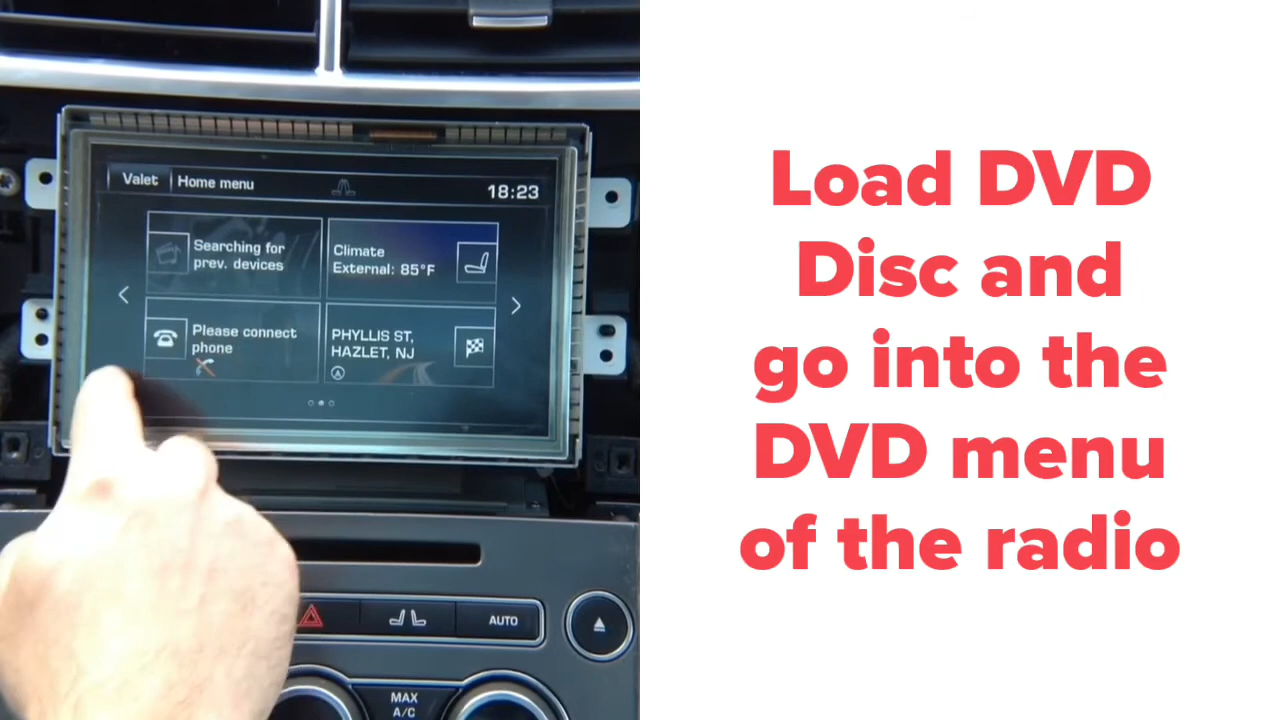 Valet
Home menu
18:23
Searching for
prev. devices
Climate
External: 85°F
Please connect
phone
PHYLLIS ST,
HAZLET, NJ
AUTO
MAX
A/C
Load DVD
Disc and
go into the
DVD menu
of the radio